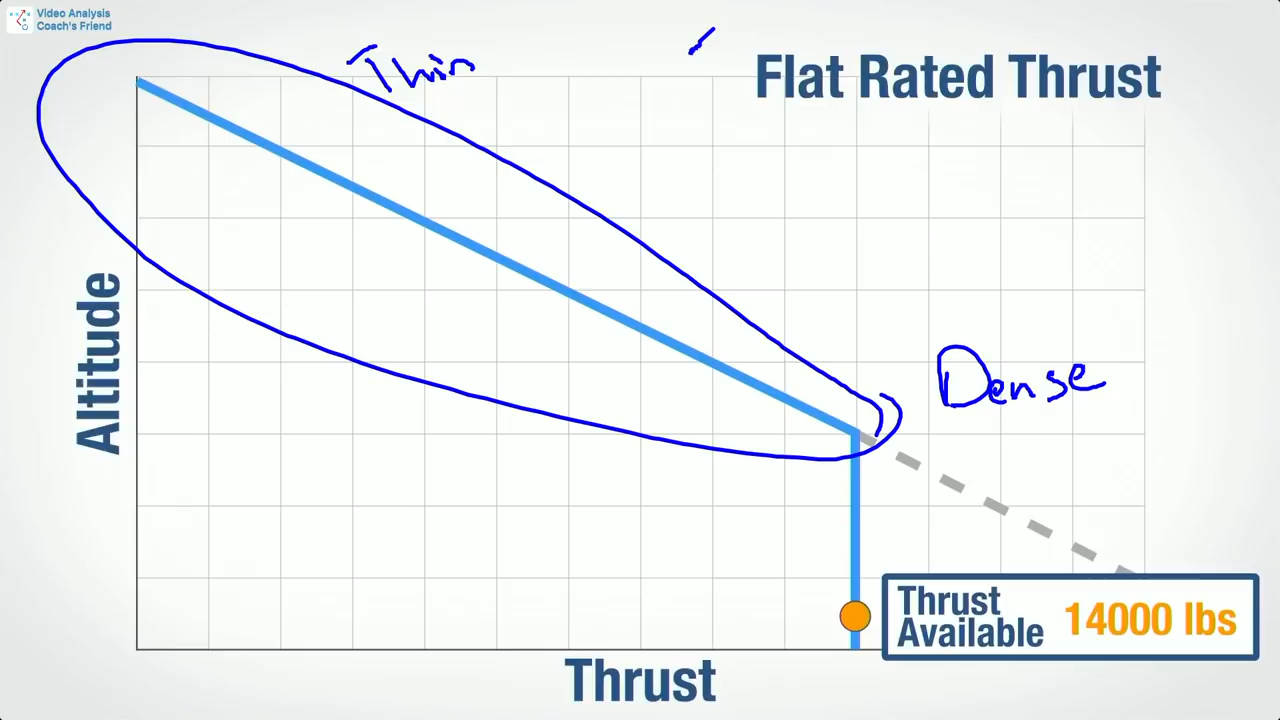 Video Analysis
Coach's Friend
Thin
Flat Rated Thrust
Altitude
Dense
Thrust
Available
14000 lbs
Thrust